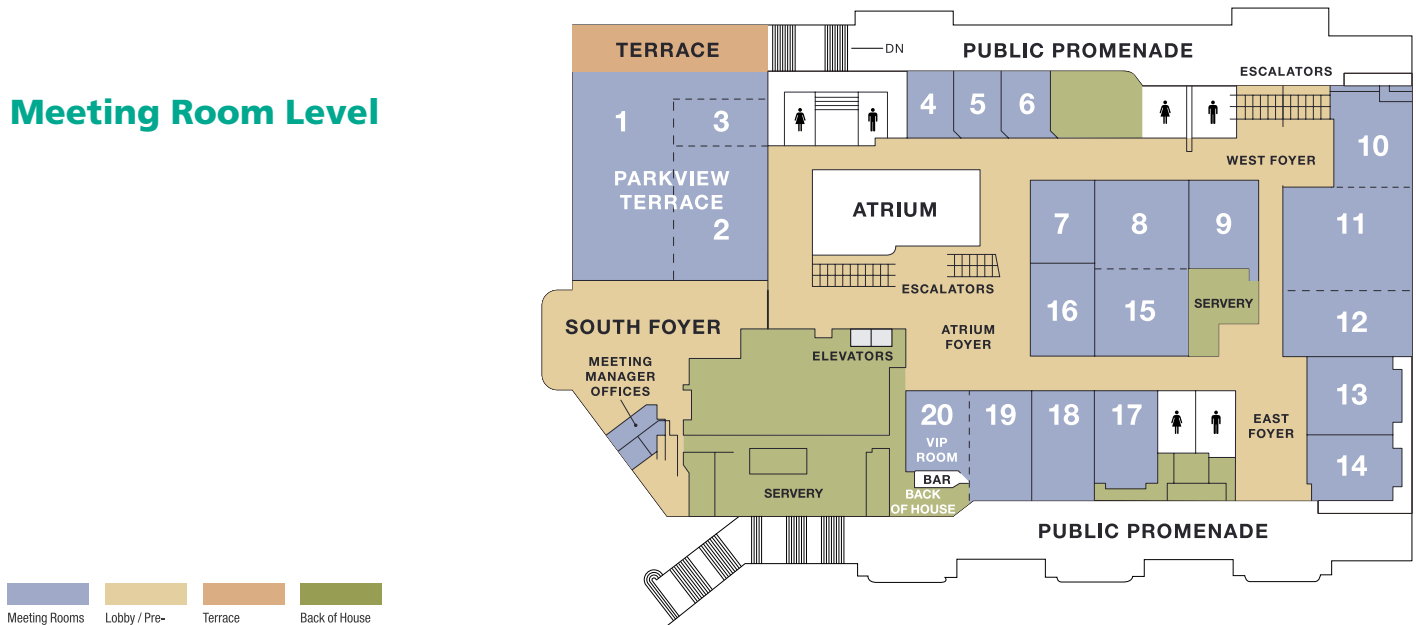 Meeting Room Level
TERRACE
DN
PUBLIC PROMENADE
ESCALATORS
1
3
4
5
6
10
WEST FOYER
PARKVIEW
TERRACE
2
ATRIUM
7
8
9
11
ESCALATORS
16
15
SERVERY
12
SOUTH FOYER
ATRIUM
FOYER
ELEVATORS
MEETING
MANAGER
OFFICES
13
20
19
18
17
VIP
ROOM
EAST
FOYER
14
BAR
SERVERY
BACK
OF HOUSE
PUBLIC PROMENADE
Meeting Rooms
Lobby / Pre-
Terrace
Back of House